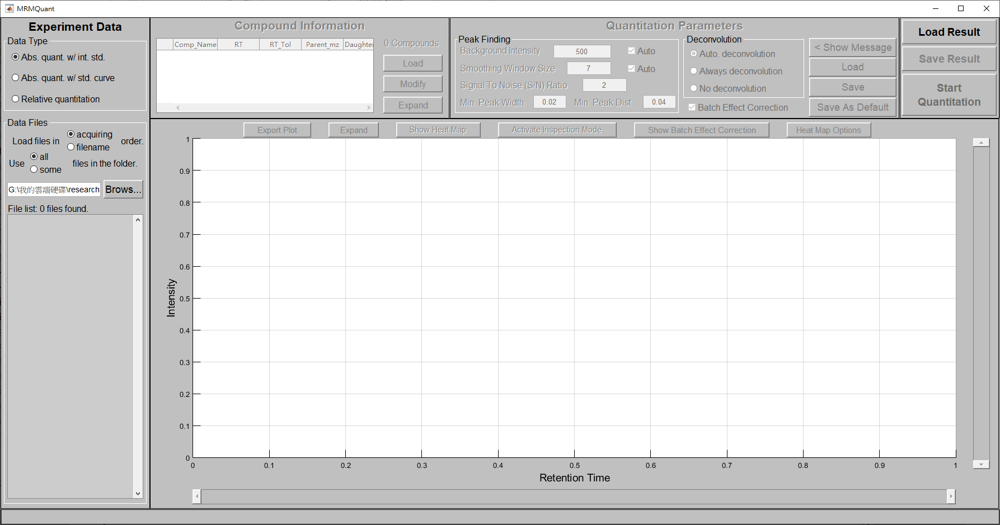 MRMQuant
Experiment Data
Data Type
Abs. quant. w/ int. std.
Abs. quant. w/ std. curve
Relative quantitation
Data Files
Load files in
acquiring
filename
order.
Use
all
some
files in the folder.
G:\我的雲端硬碟\research
Brows...
File list: 0 files found.
Compound Information
Comp_Name RT RT_Tol Parent_mz Daughter
0 Compounds
Load
Modify
Expand
Quantitation Parameters
Peak Finding
Background Intensity 500 Auto
Smoothing Window Size 7 Auto
Signal To Noise (S/N) Ratio 2
Min. Peak Width 0.02 Min. Peak Dist. 0.04
Deconvolution
Auto. deconvolution
Always deconvolution
No deconvolution
Batch Effect Correction
< Show Message
Load
Save
Save As Default
Load Result
Save Result
Start
Quantitation
Export Plot Expand Show Heat Map Activate Inspection Mode Show Batch Effect Correction Heat Map Options
1
0.9
0.8
0.7
0.6
0.5
0.4
0.3
0.2
0.1
0
Intensity
0 0.1 0.2 0.3 0.4 0.5 0.6 0.7 0.8 0.9 1
Retention Time